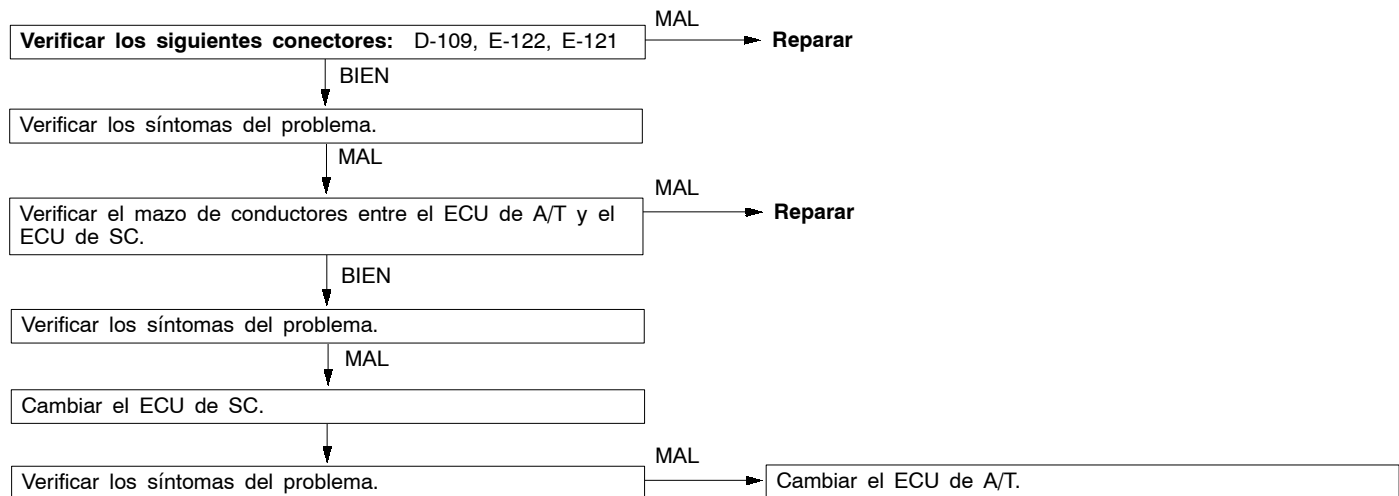 MAL
Verificar los siguientes conectores: D-109, E-122, E-121
Reparar
BIEN
Verificar los síntomas del problema.
MAL
MAL
Verificar el mazo de conductores entre el ECU de A/T y el
ECU de SC.
Reparar
BIEN
Verificar los síntomas del problema.
MAL
Cambiar el ECU de SC.
MAL
Verificar los síntomas del problema.
Cambiar el ECU de A/T.